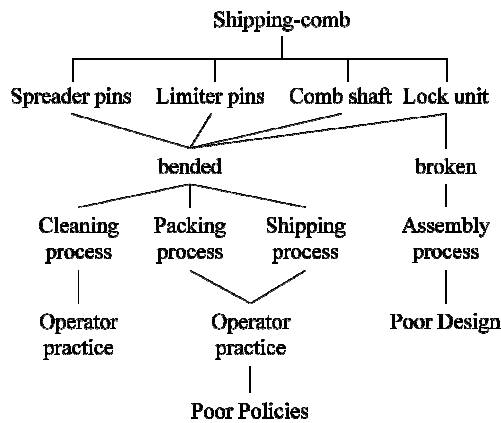 Shipping-comb
Spreader pins Limiter pins Comb shaft Lock unit
bended broken
Cleaning process Packing process Shipping process Assembly process
Operator practice Operator practice Poor Design
Poor Policies